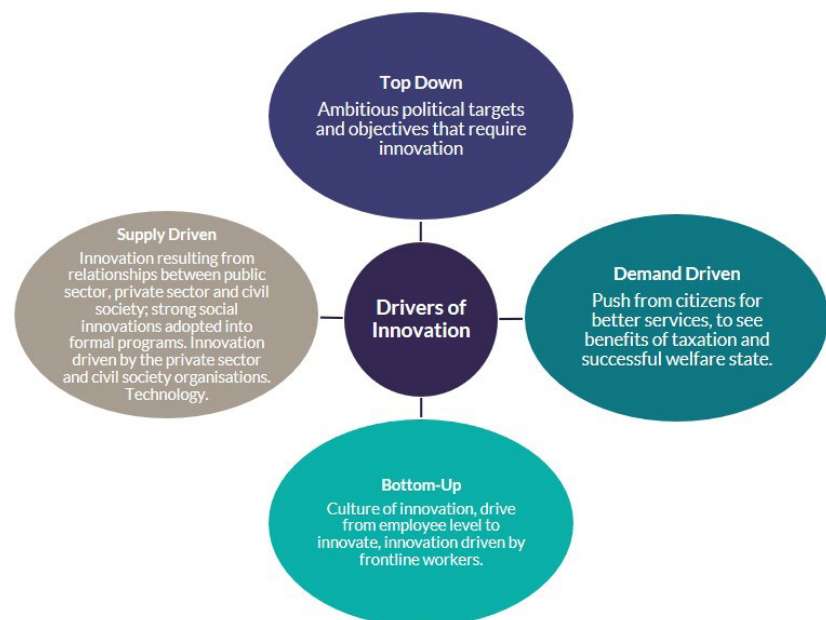 Top Down
Ambitious political targets
and objectives that require
innovation
Supply Driven
Innovation resulting from
relationships between public
sector, private sector and civil
society; strong social
innovations adopted into
formal programs. Innovation
driven by the private sector
and civil society organisations.
Technology.
Drivers of
Innovation
Demand Driven
Push from citizens for
better services, to see
benefits of taxation and
successful welfare state.
Bottom-Up
Culture of innovation, drive
from employee level to
innovate, innovation driven by
frontline workers.